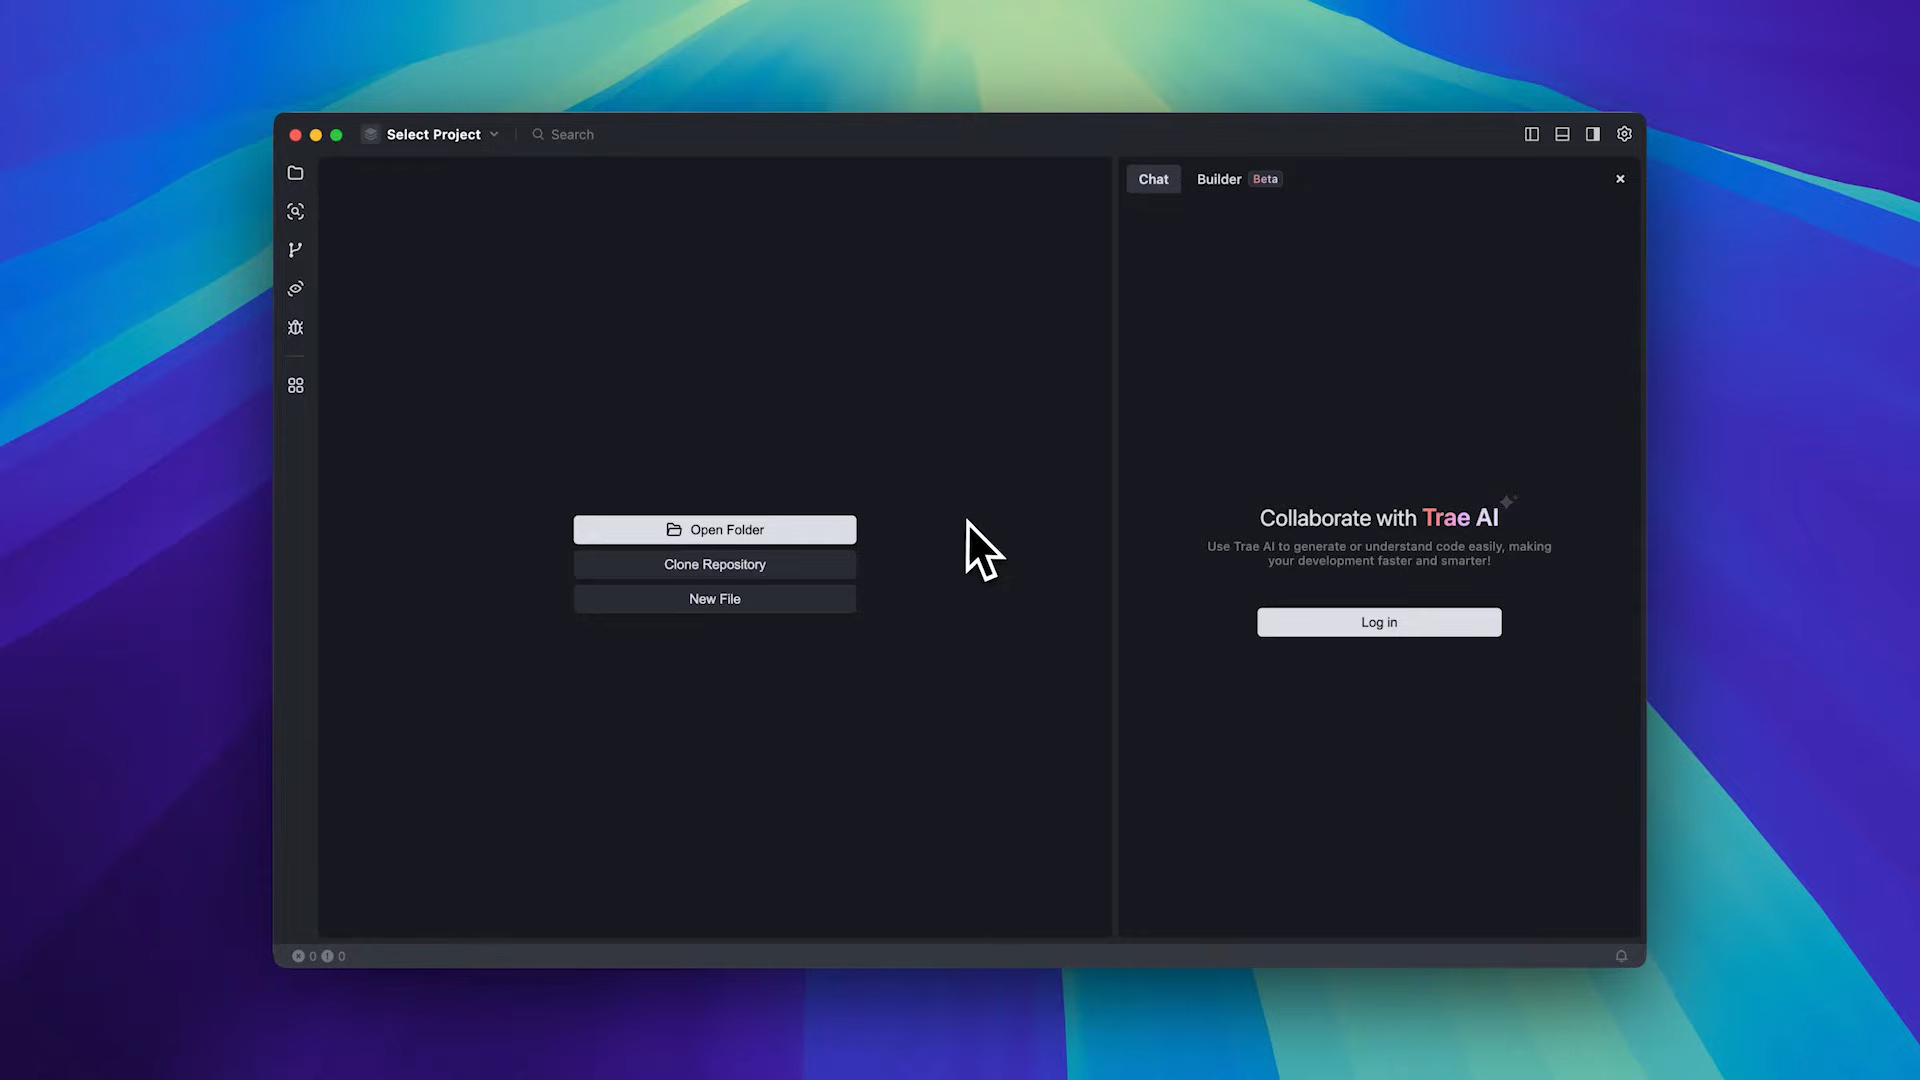 Select Project
Search
Chat
Builder Beta
Open Folder
Clone Repository
New File
Collaborate with Trae AI
Use Trae AI to generate or understand code easily, making
your development faster and smarter!
Log in
0 0